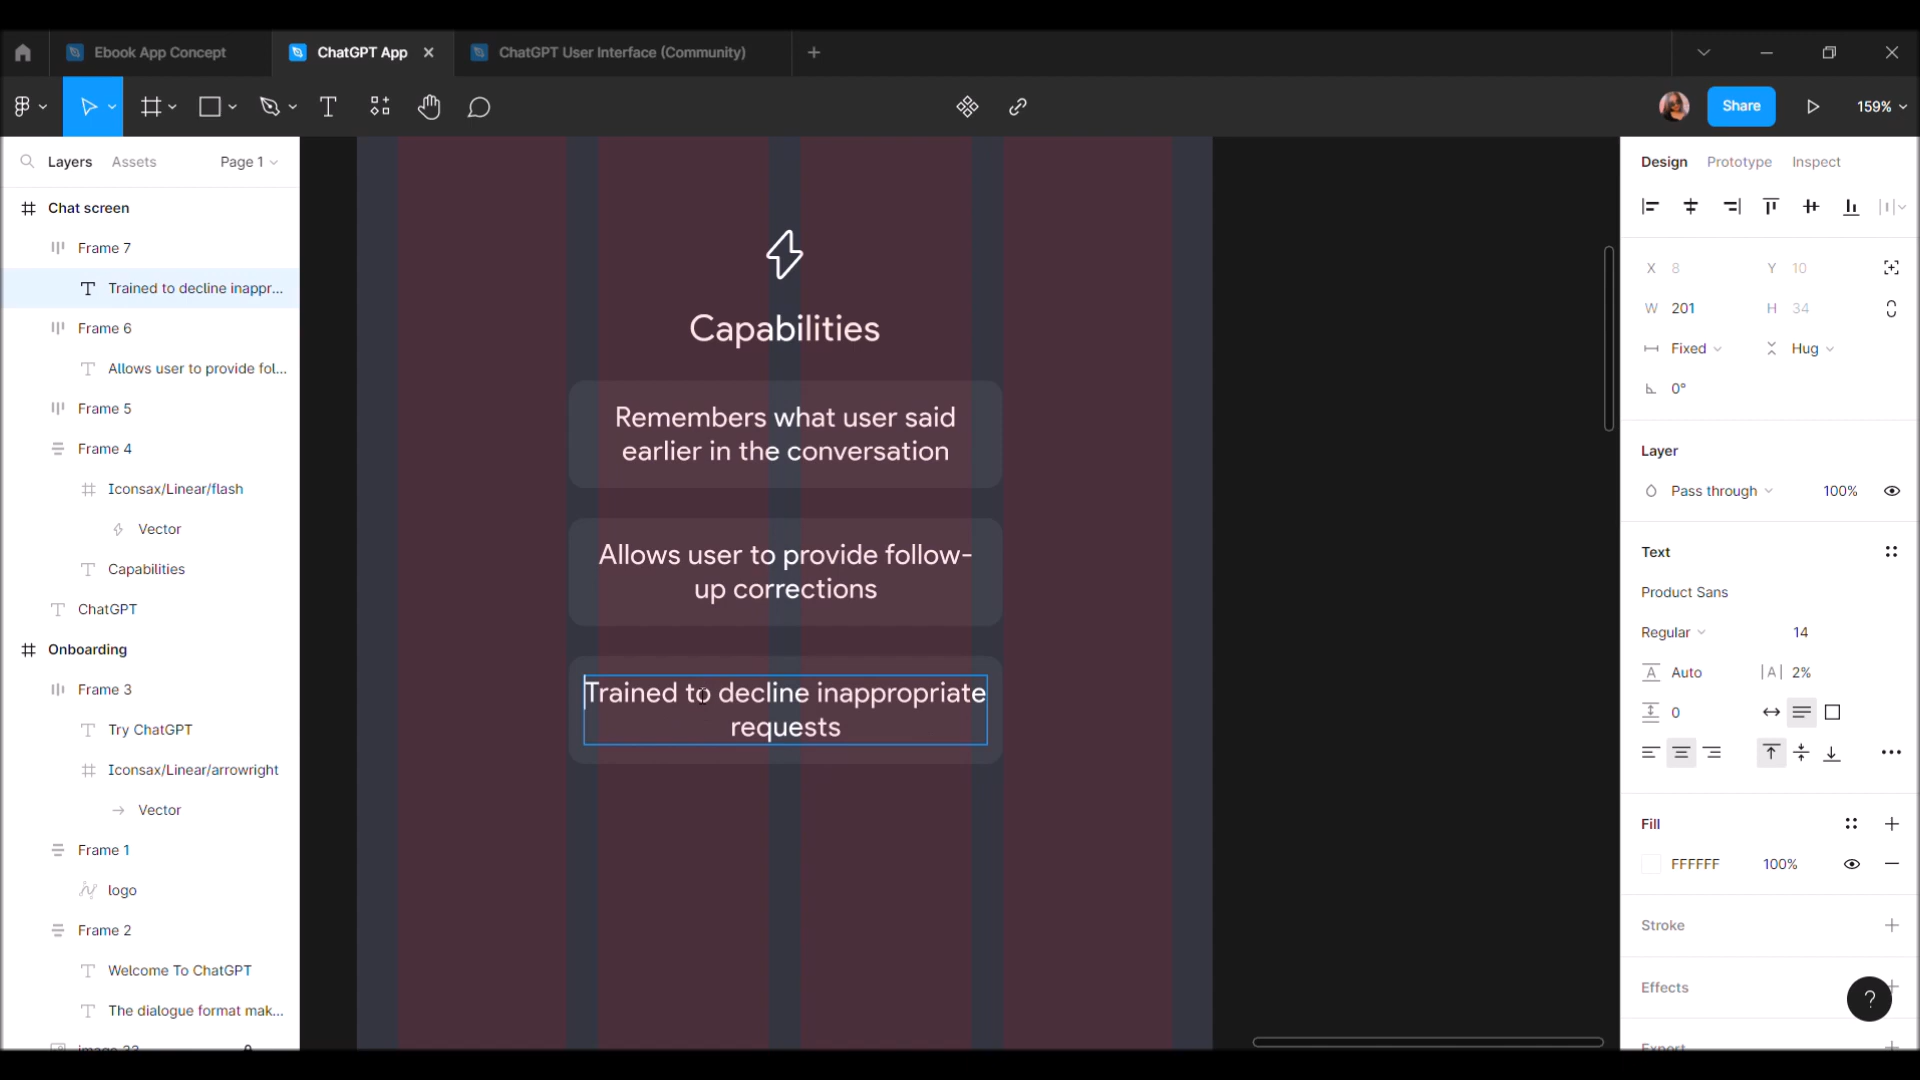 Ebook App Concept
ChatGPT App
ChatGPT User Interface (Community)
Share
159%
Layers
Assets
Page 1
Chat screen
Frame 7
Trained to decline inappr...
Frame 6
Allows user to provide fol...
Frame 5
Frame 4
Iconsax/Linear/flash
Vector
Capabilities
ChatGPT
Onboarding
Frame 3
Try ChatGPT
Iconsax/Linear/arrowright
Vector
Frame 1
logo
Frame 2
Welcome To ChatGPT
The dialogue format mak...
Capabilities
Remembers what user said
earlier in the conversation
Allows user to provide follow-
up corrections
Trained to decline inappropriate
requests
Design
Prototype
Inspect
X 8
Y 10
W 201
H 34
Fixed
Hug
0°
Layer
Pass through
100%
Text
Product Sans
Regular
14
Auto
|A| 2%
0
Fill
FFFFFF
100%
Stroke
Effects
?
Export